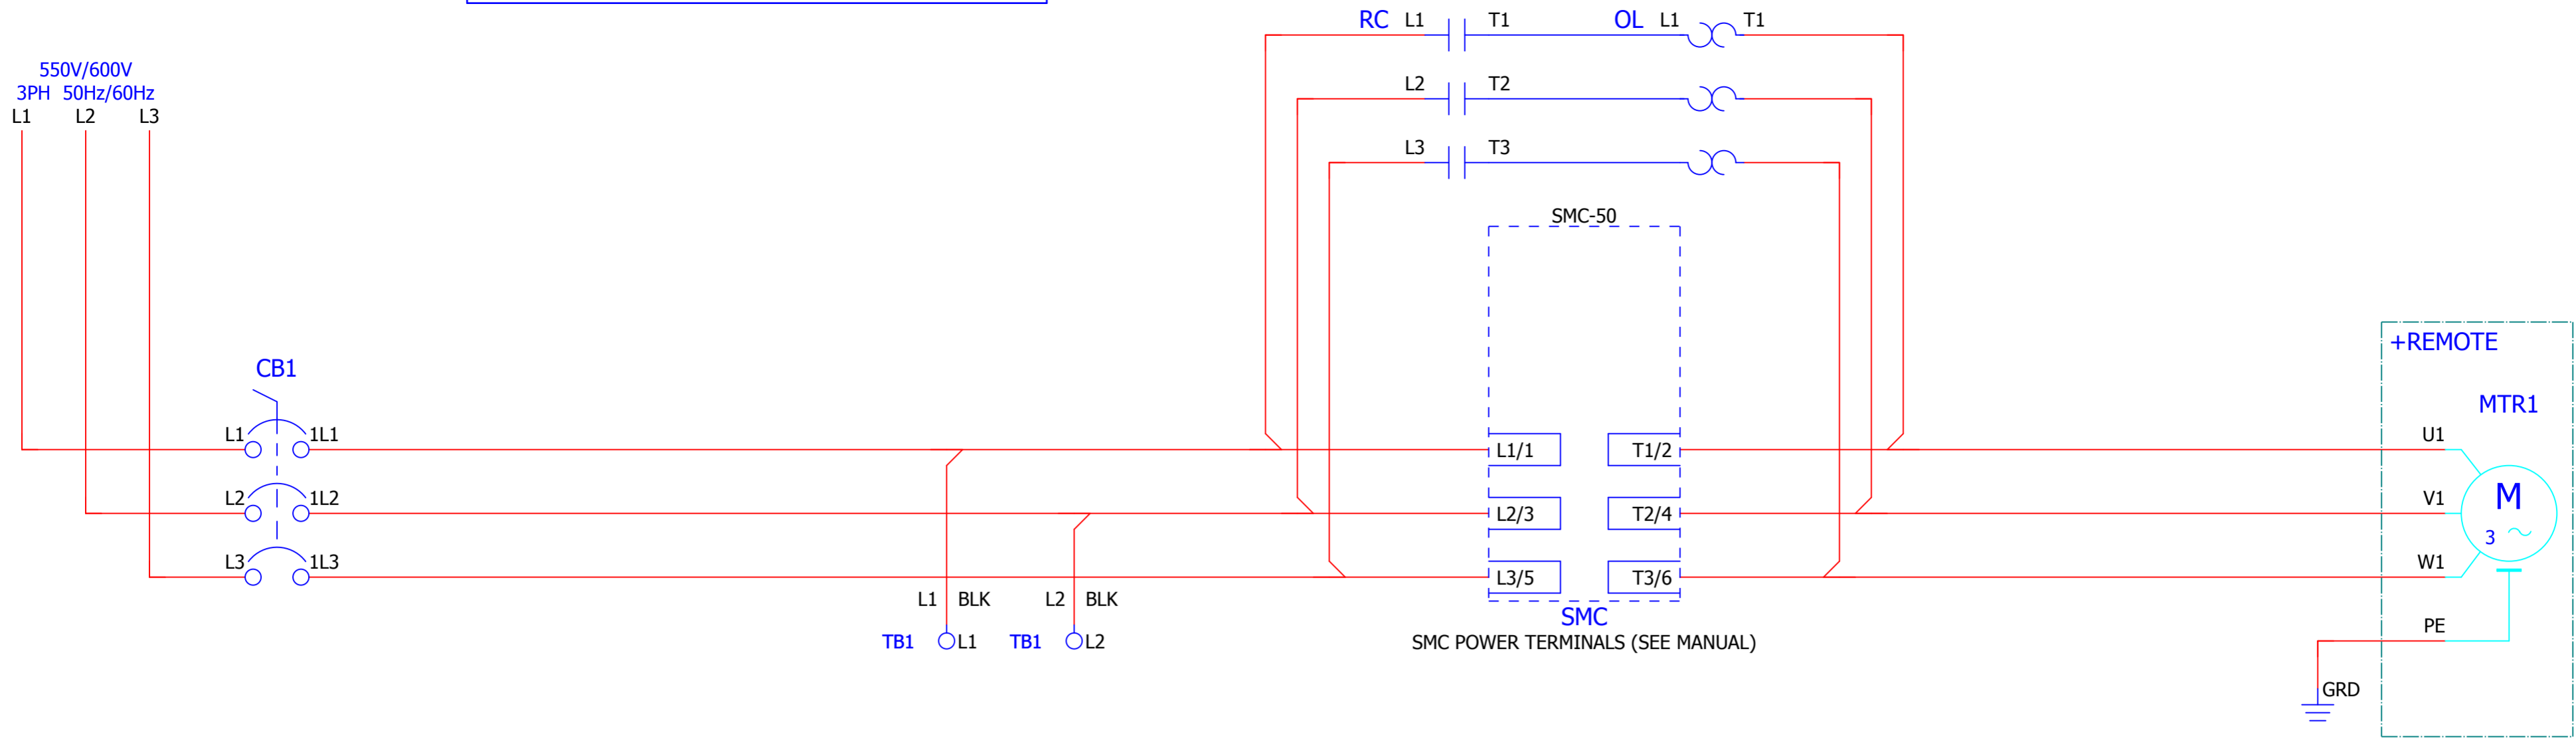 RC L1 T1 OL L1 T1
550V/600V
3PH 50Hz/60Hz
L1 L2 L3
L2 T2
L3 T3
SMC-50
+REMOTE
CB1
MTR1
L1 1L1 L1/1 T1/2 U1
L2 1L2 L2/3 T2/4 V1
M
3
L3 1L3 L3/5 T3/6 W1
L1 BLK L2 BLK
SMC
TB1 L1 TB1 L2
SMC POWER TERMINALS (SEE MANUAL)
PE
GRD